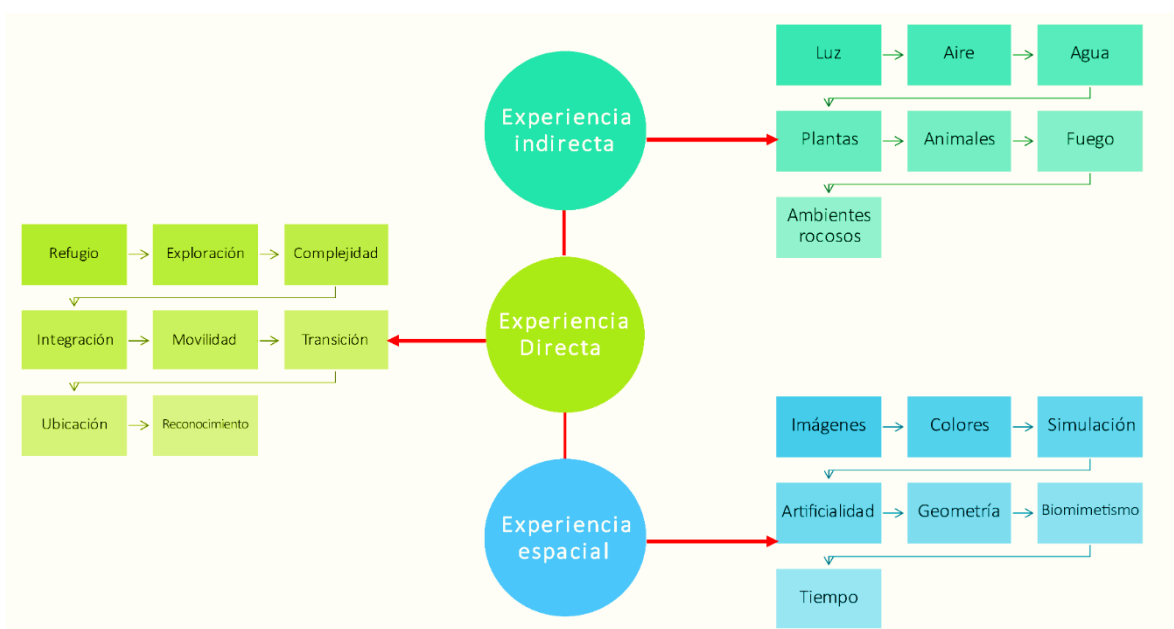 Experiencia
indirecta
Luz
Aire
Agua
Plantas
Animales
Fuego
Ambientes
rocosos
Experiencia
Directa
Refugio
Exploración
Complejidad
Integración
Movilidad
Transición
Ubicación
Reconocimiento
Experiencia
espacial
Imágenes
Colores
Simulación
Artificialidad
Geometría
Biomimetismo
Tiempo